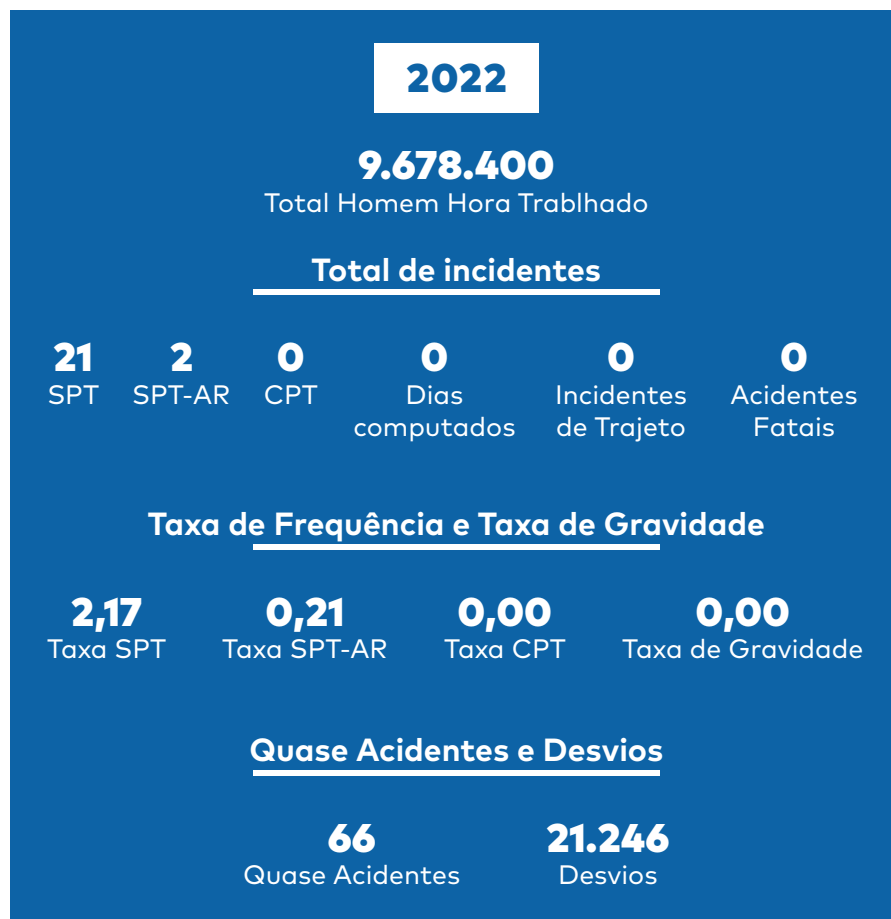 2022
9.678.400
Total Homem Hora Trablhado
Total de incidentes
21 2 0 0 0 0
SPT SPT-AR CPT Dias computados Incidentes de Trajeto Acidentes Fatais
Taxa de Frequência e Taxa de Gravidade
2,17 0,21 0,00 0,00
Taxa SPT Taxa SPT-AR Taxa CPT Taxa de Gravidade
Quase Acidentes e Desvios
66 21.246
Quase Acidentes Desvios